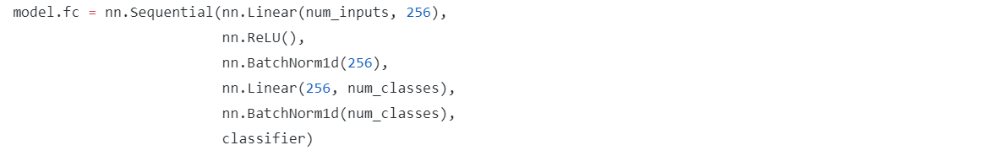 model.fc = nn.Sequential(nn.Linear(num_inputs, 256),
nn.ReLU(),
nn.BatchNorm1d(256),
nn.Linear(256, num_classes),
nn.BatchNorm1d(num_classes),
classifier)